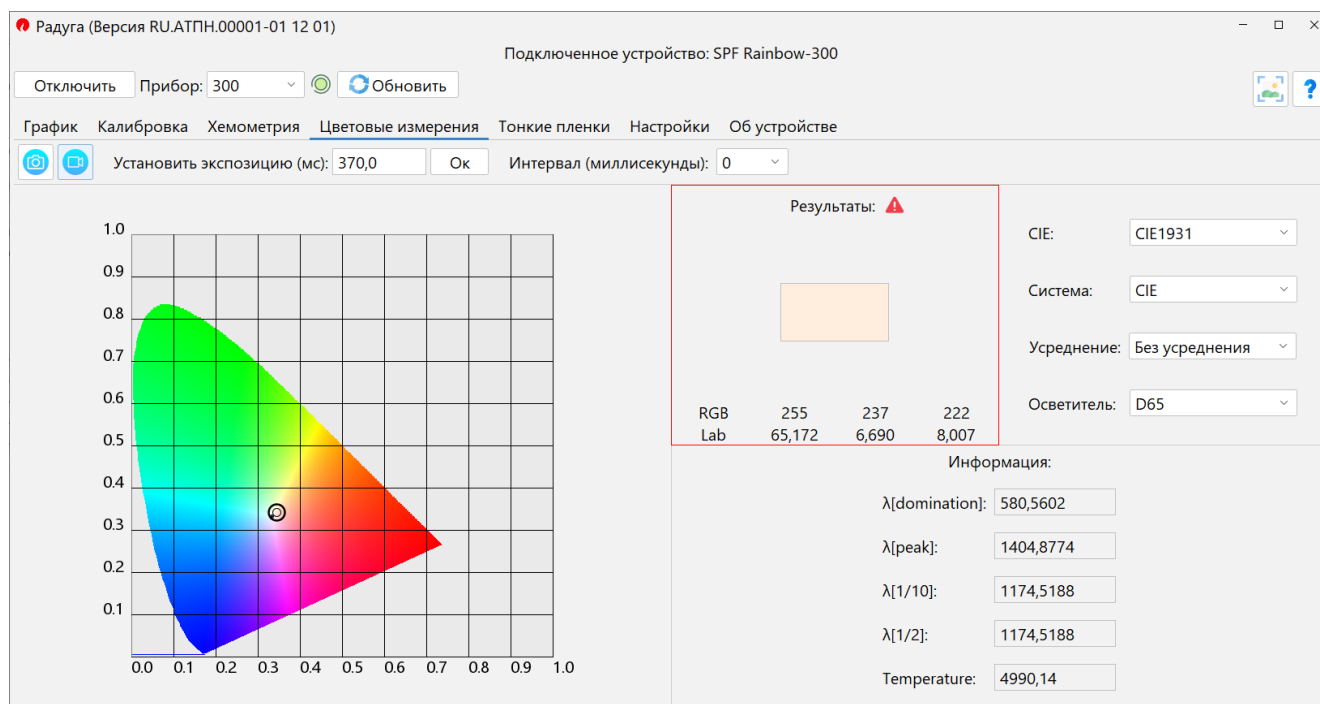 Радуга (Версия RU.АТПН.00001-01 12 01)
Подключенное устройство: SPF Rainbow-300
Отключить Прибор: 300 Обновить ?
График Калибровка Хемометрия Цветовые измерения Тонкие пленки Настройки Об устройстве
Установить экспозицию (мс): 370,0 Ок Интервал (миллисекунды): 0
Результаты:
CIE: CIE1931
Система: CIE
Усреднение: Без усреднения
Осветитель: D65
RGB 255 237 222
Lab 65,172 6,690 8,007
1.0
0.9
0.8
0.7
0.6
0.5
0.4
0.3
0.2
0.1
0.0 0.1 0.2 0.3 0.4 0.5 0.6 0.7 0.8 0.9 1.0
Информация:
λ[domination]: 580,5602
λ[peak]: 1404,8774
λ[1/10]: 1174,5188
λ[1/2]: 1174,5188
Temperature: 4990,14